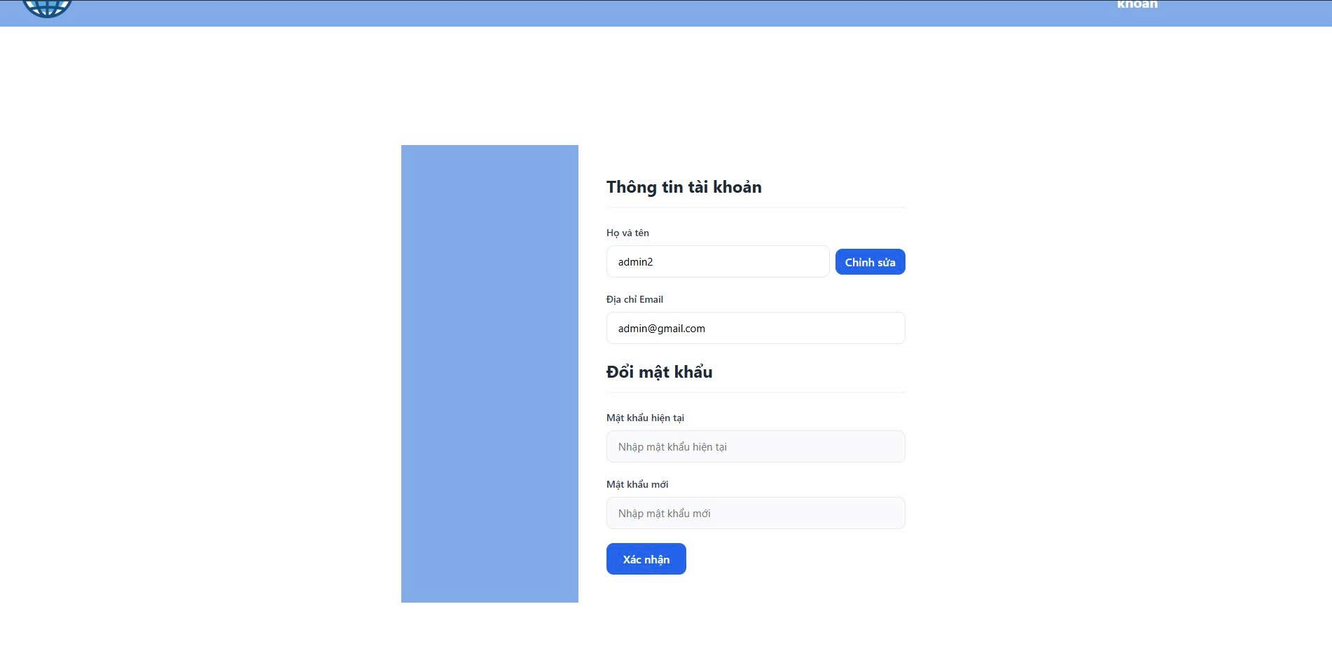 khoản
Thông tin tài khoản
Họ và tên
admin2
Chỉnh sửa
Địa chỉ Email
admin@gmail.com
Đổi mật khẩu
Mật khẩu hiện tại
Nhập mật khẩu hiện tại
Mật khẩu mới
Nhập mật khẩu mới
Xác nhận